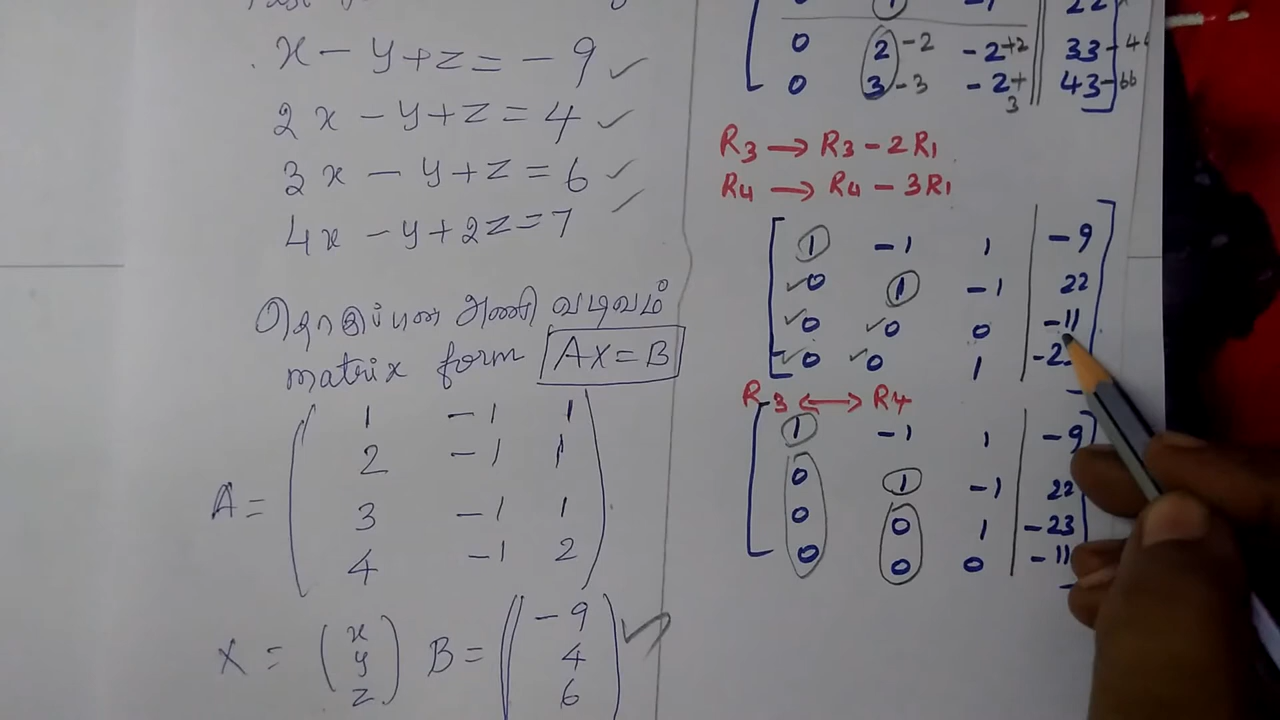 x - y + z = - 9 ✓
2x - y + z = 4 ✓
3x - y + z = 6 ✓
4x - y + 2z = 7
அணி வடிவம்
matrix form AX = B
A =
1 -1 1
2 -1 1
3 -1 1
4 -1 2
X = ( x y z ) B =
-9
4
6
22
0 2-2 -2+2 33-4
0 3-3 -2+3 43-66
R3 → R3 - 2R1
R4 → R4 - 3R1
1 -1 1 | -9
0 1 -1 | 22
0 0 0 | -11
0 0 1 | -2
R3 ↔ R4
1 -1 1 | -9
0 1 -1 | 22
0 0 1 | -23
0 0 0 | -11